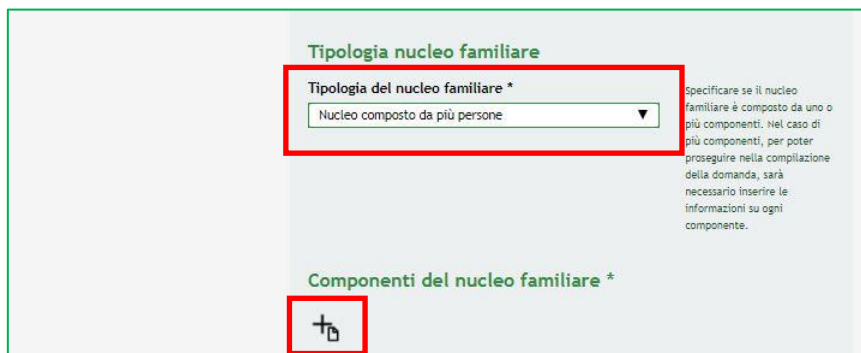 Tipologia nucleo familiare
Tipologia del nucleo familiare *
Nucleo composto da più persone
Specificare se il nucleo
familiare è composto da uno o
più componenti. Nel caso di
più componenti, per poter
proseguire nella compilazione
della domanda, sarà
necessario inserire le
informazioni su ogni
componente.
Componenti del nucleo familiare *